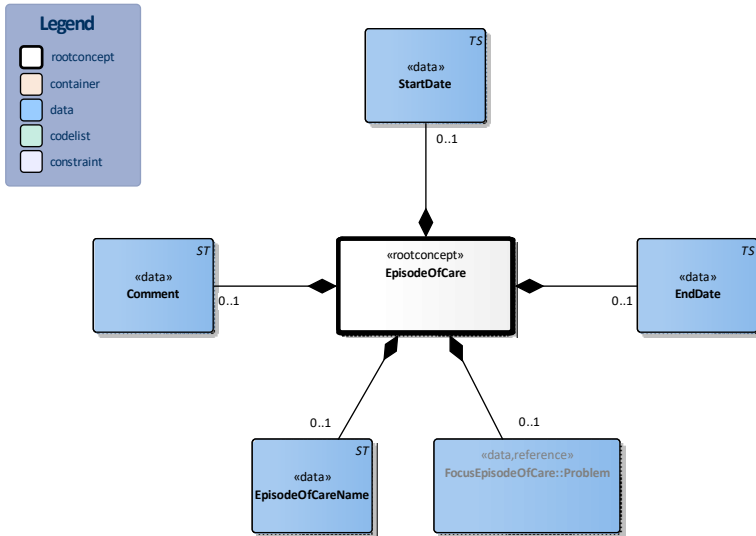 Legend
rootconcept
container
data
codelist
constraint
TS
«data»
StartDate
0..1
ST
«data»
Comment
0..1
«rootconcept»
EpisodeOfCare
TS
«data»
EndDate
0..1
0..1
ST
«data»
EpisodeOfCareName
0..1
«data,reference»
FocusEpisodeOfCare::Problem